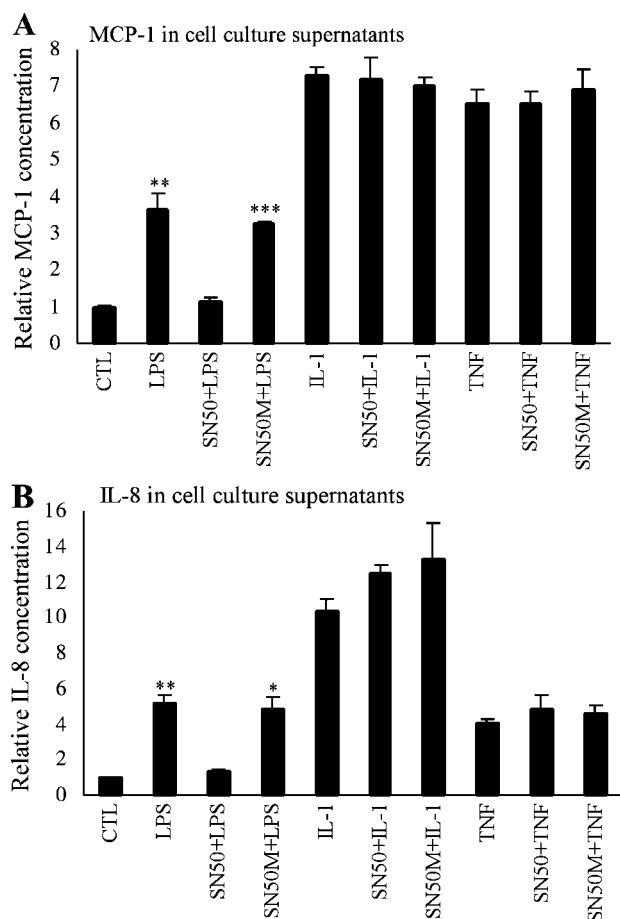 A
MCP-1 in cell culture supernatants
Relative MCP-1 concentration
8
7
6
5
4
3
2
1
0
**
***
CTL
LPS
SN50+LPS
SN50M+LPS
IL-1
SN50+IL-1
SN50M+IL-1
TNF
SN50+TNF
SN50M+TNF
B
IL-8 in cell culture supernatants
Relative IL-8 concentration
16
14
12
10
8
6
4
2
0
**
*
CTL
LPS
SN50+LPS
SN50M+LPS
IL-1
SN50+IL-1
SN50M+IL-1
TNF
SN50+TNF
SN50M+TNF